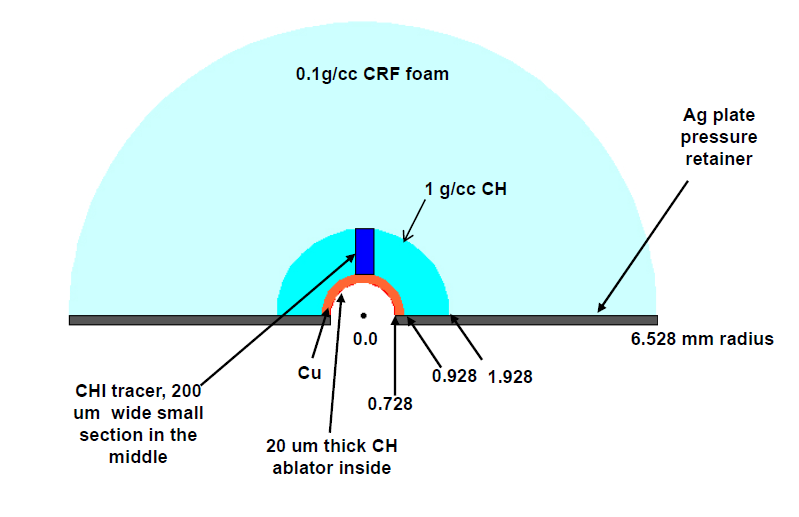 0.1g/cc CRF foam
Ag plate
pressure
retainer
1 g/cc CH
0.0
6.528 mm radius
Cu
0.928
1.928
0.728
CHI tracer, 200
um wide small
section in the
middle
20 um thick CH
ablator inside